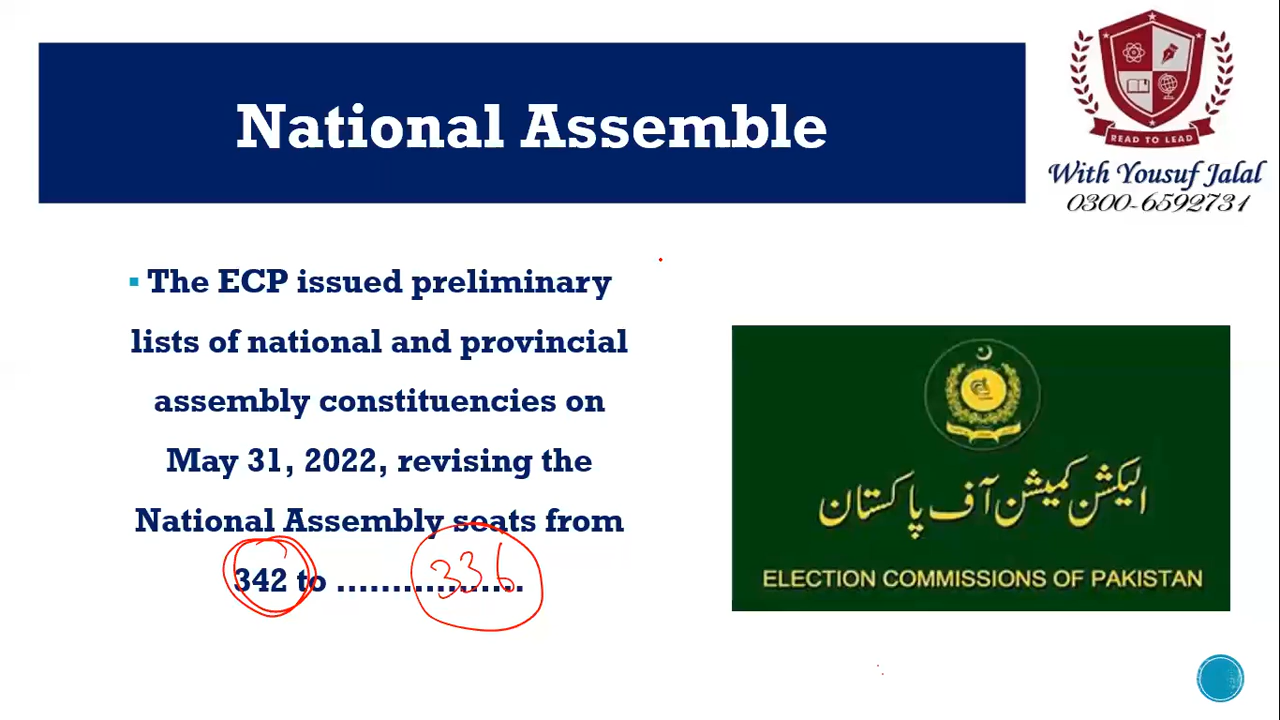 National Assemble
READ TO LEAD
With Yousuf Jalal
0300-6592731
The ECP issued preliminary
lists of national and provincial
assembly constituencies on
May 31, 2022, revising the
National Assembly seats from
342 to ..................
336
الیکشن کمیشن آف پاکستان
ELECTION COMMISSIONS OF PAKISTAN